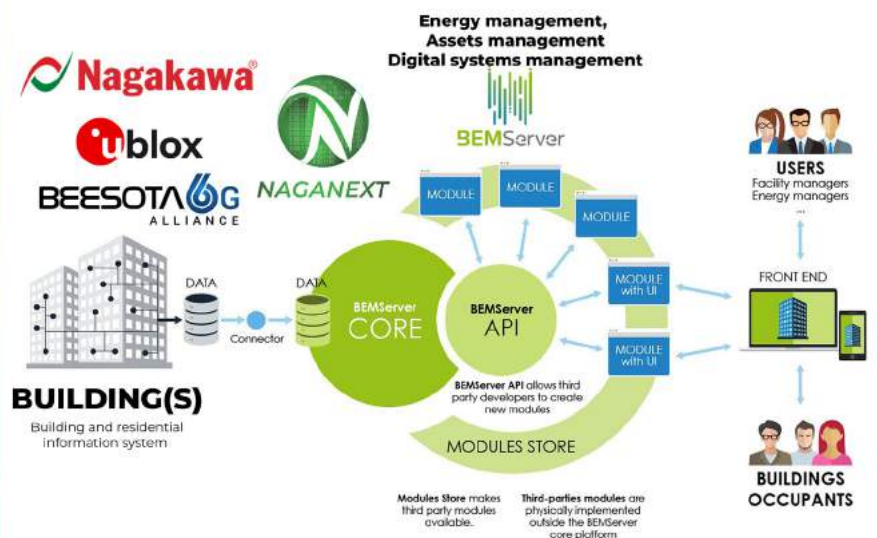 Energy management,
Assets management
Digital systems management
BEMServer
Nagakawa®
ublox
BEESOTA 6G
ALLIANCE
NAGANEXT
MODULE
MODULE
MODULE
MODULE
with UI
MODULE
with UI
USERS
Facility managers
Energy managers
...
FRONT END
DATA
Connector
DATA
BEMServer
CORE
BEMServer
API
BEMServer API allows third
party developers to create
new modules
MODULES STORE
BUILDING(S)
Building and residential
information system
BUILDINGS
OCCUPANTS
Modules Store makes
third party modules
available.
Third-parties modules are
physically implemented
outside the BEMServer
core platform